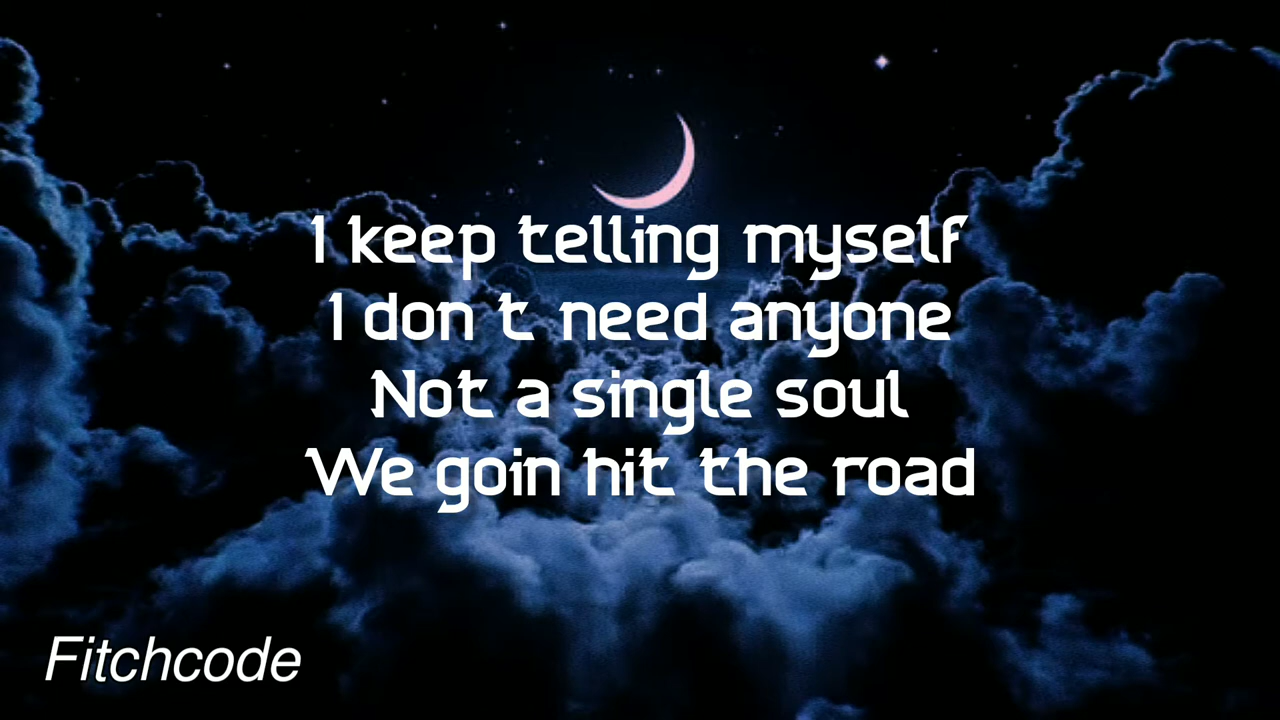 I keep telling myself
I don t need anyone
Not a single soul
We goin hit the road
Fitchcode